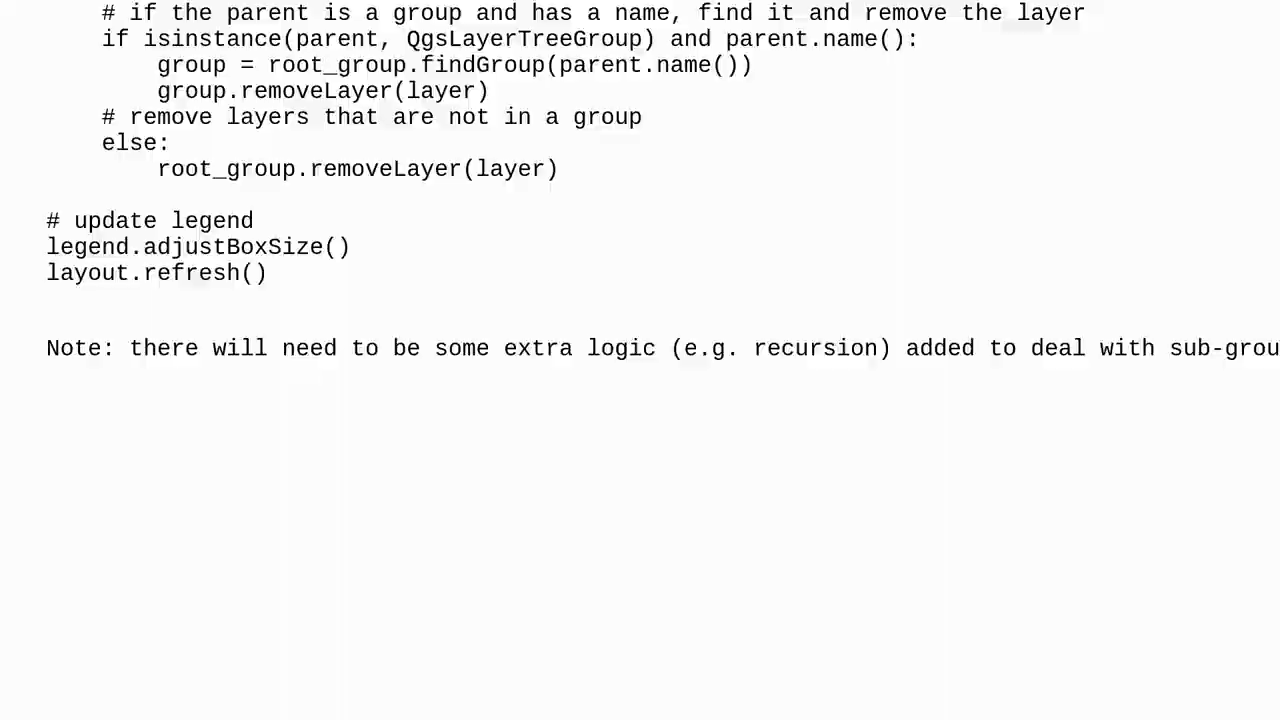 # if the parent is a group and has a name, find it and remove the layer
if isinstance(parent, QgsLayerTreeGroup) and parent.name():
group = root_group.findGroup(parent.name())
group.removeLayer(layer)
# remove layers that are not in a group
else:
root_group.removeLayer(layer)
# update legend
legend.adjustBoxSize()
layout.refresh()
Note: there will need to be some extra logic (e.g. recursion) added to deal with sub-grou